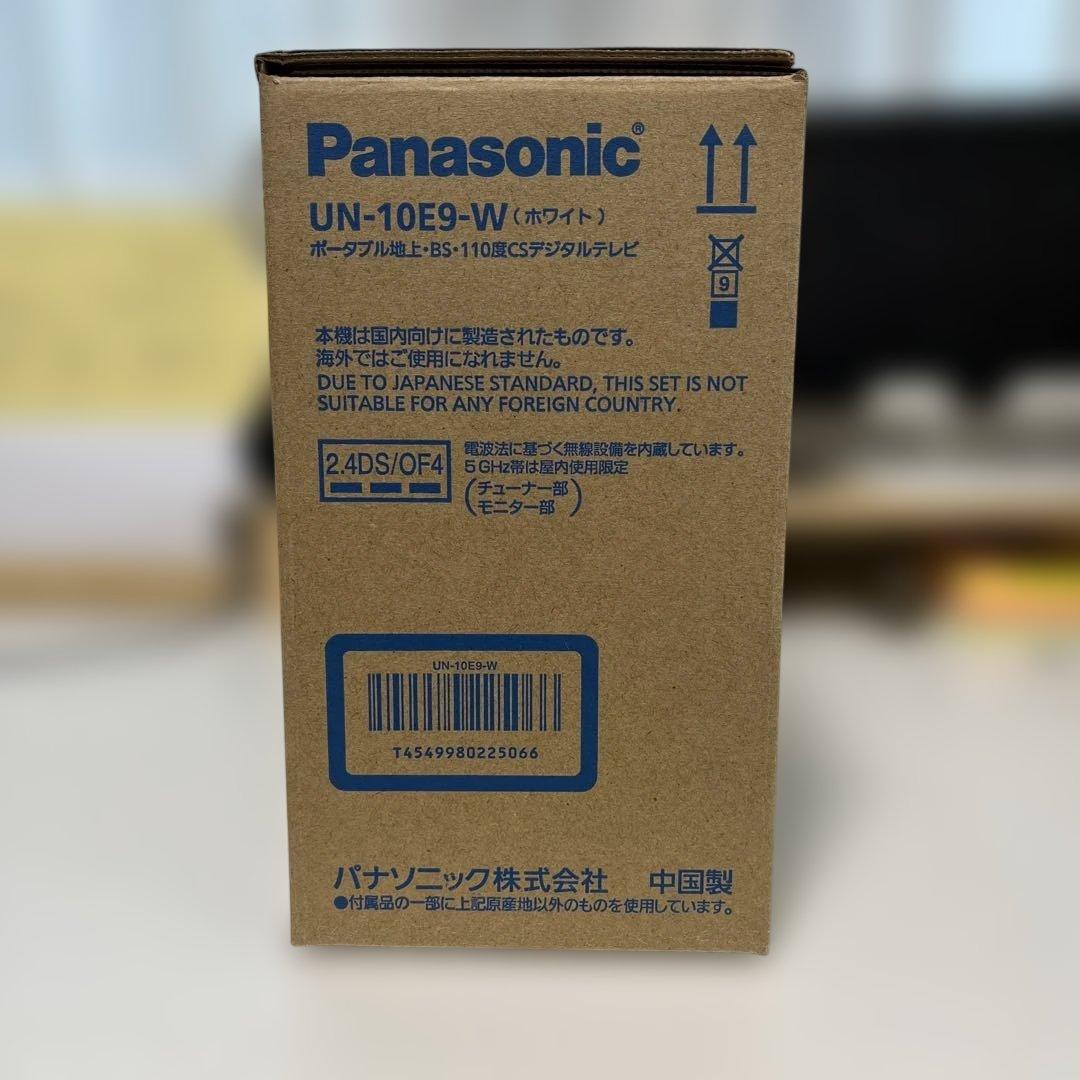 Panasonic®
UN-10E9-W（ホワイト）
ポータブル地上・BS・110度CSデジタルテレビ
9
本機は国内向けに製造されたものです。
海外ではご使用になれません。
DUE TO JAPANESE STANDARD, THIS SET IS NOT
SUITABLE FOR ANY FOREIGN COUNTRY.
2.4DS/OF4
電波法に基づく無線設備を内蔵しています。
5GHz帯は屋内使用限定
（チューナー部
モニター部）
UN-10E9-W
T4549980225066
パナソニック株式会社 中国製
●付属品の一部に上記原産地以外のものを使用しています。